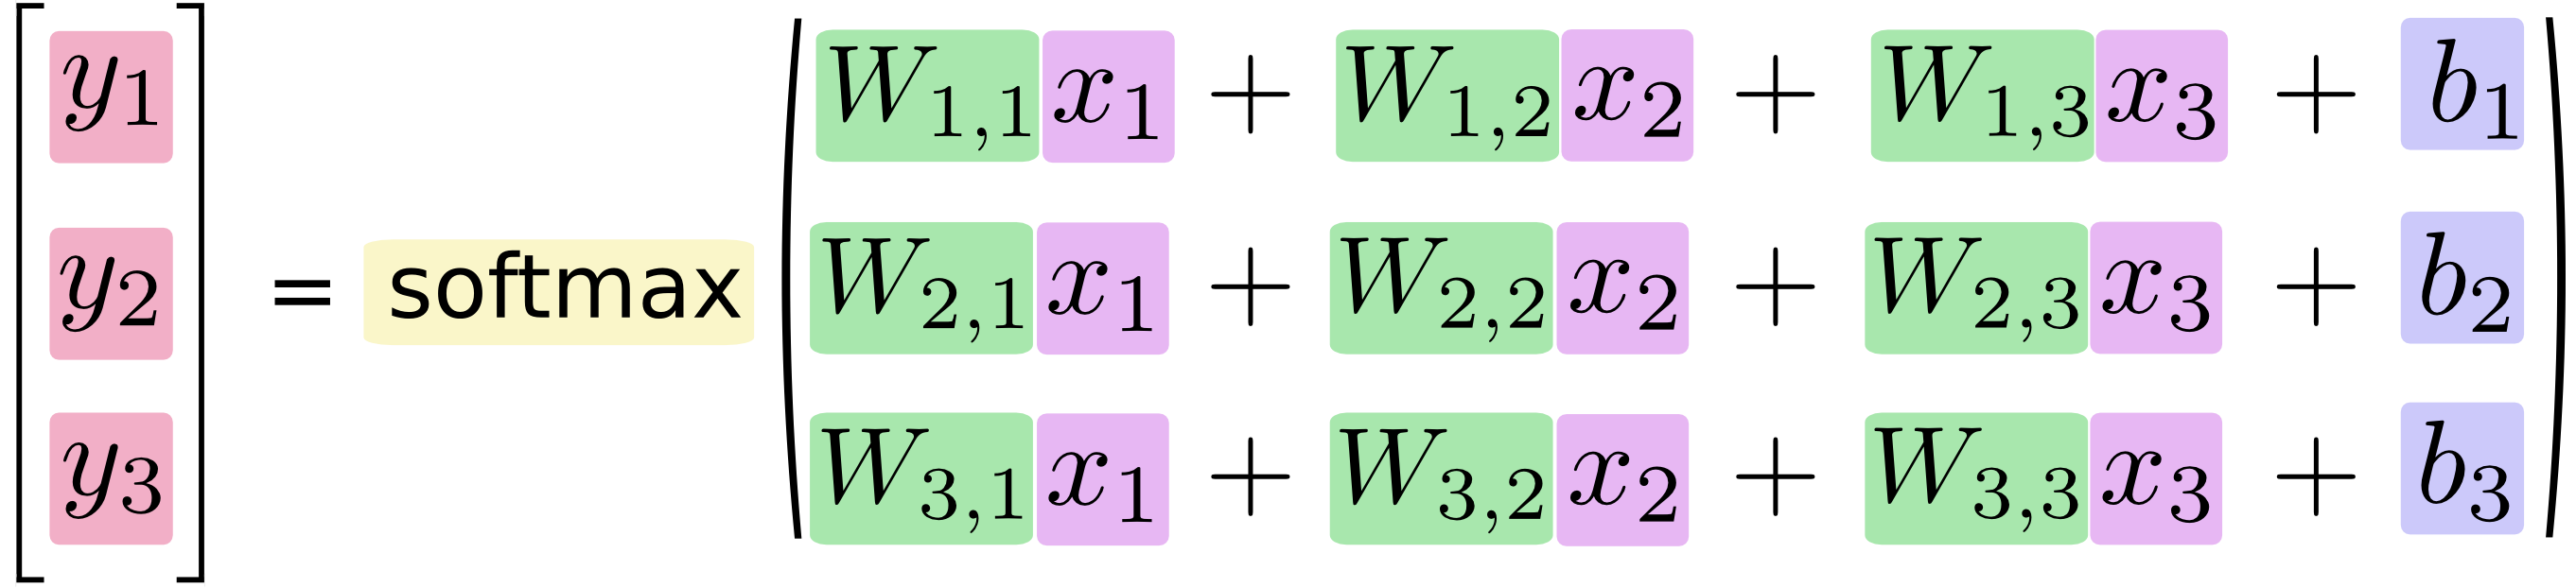 y1 W1,1 x1 + W1,2 x2 + W1,3 x3 + b1
y2 = softmax W2,1 x1 + W2,2 x2 + W2,3 x3 + b2
y3 W3,1 x1 + W3,2 x2 + W3,3 x3 + b3